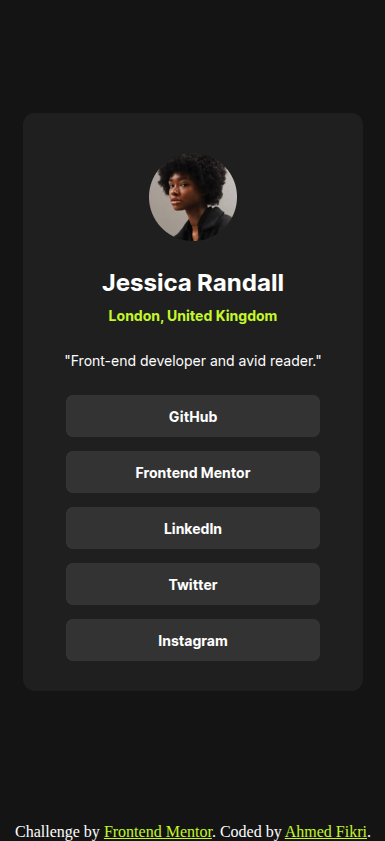 Jessica Randall
London, United Kingdom
"Front-end developer and avid reader."
GitHub
Frontend Mentor
LinkedIn
Twitter
Instagram
Challenge by Frontend Mentor. Coded by Ahmed Fikri.